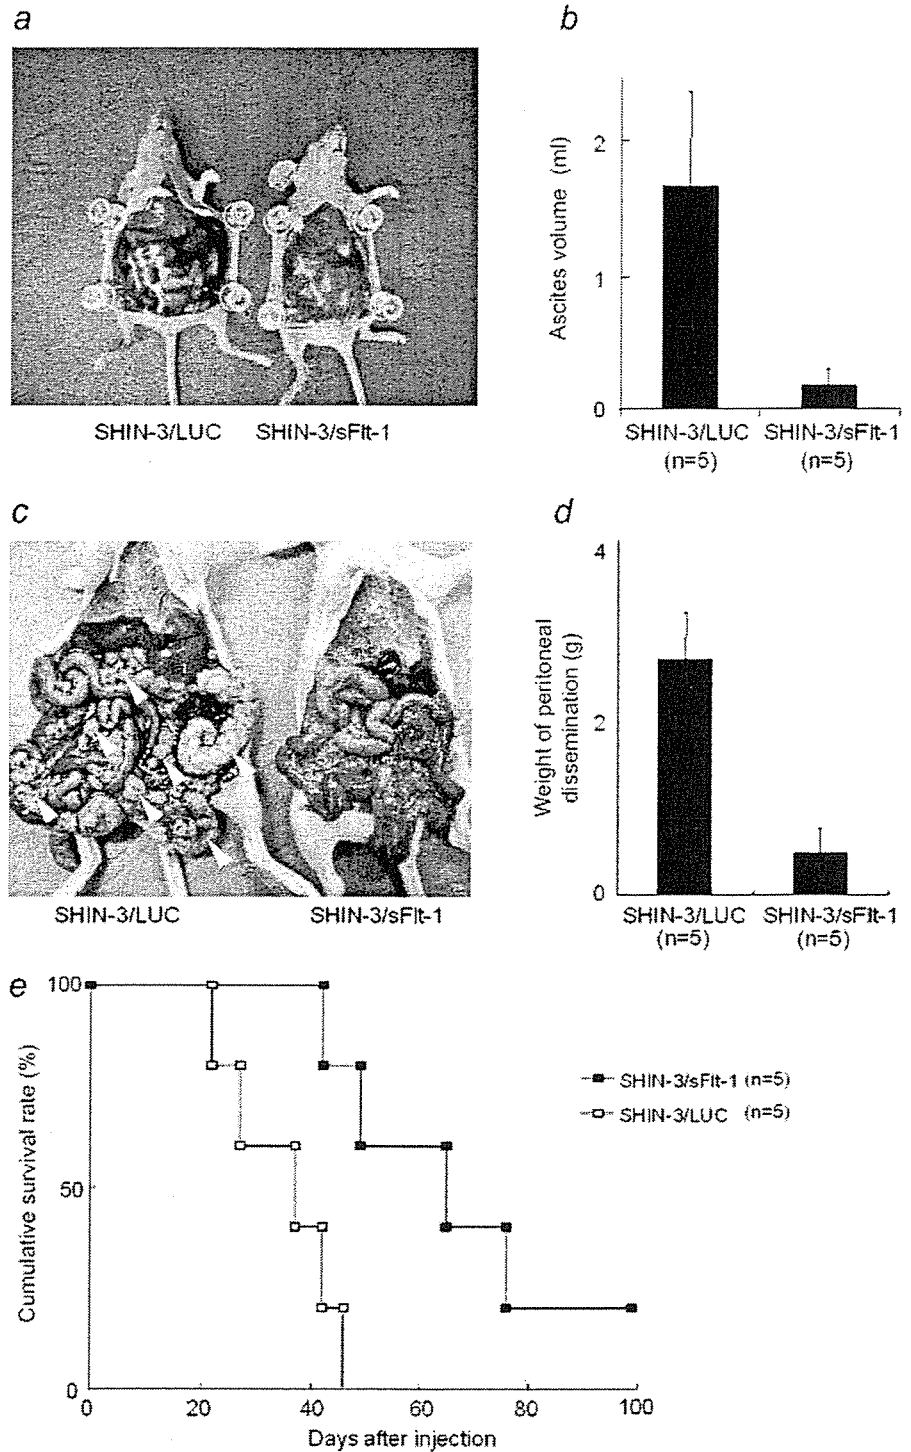 a
SHIN-3/LUC SHIN-3/sFlt-1
b
Ascites volume (ml)
2
1
0
SHIN-3/LUC SHIN-3/sFlt-1
(n=5) (n=5)
c
SHIN-3/LUC SHIN-3/sFlt-1
d
Weight of peritoneal
dissemination (g)
4
2
0
SHIN-3/LUC SHIN-3/sFlt-1
(n=5) (n=5)
e
Cumulative survival rate (%)
100
50
0
0 20 40 60 80 100
Days after injection
SHIN-3/sFlt-1 (n=5)
SHIN-3/LUC (n=5)